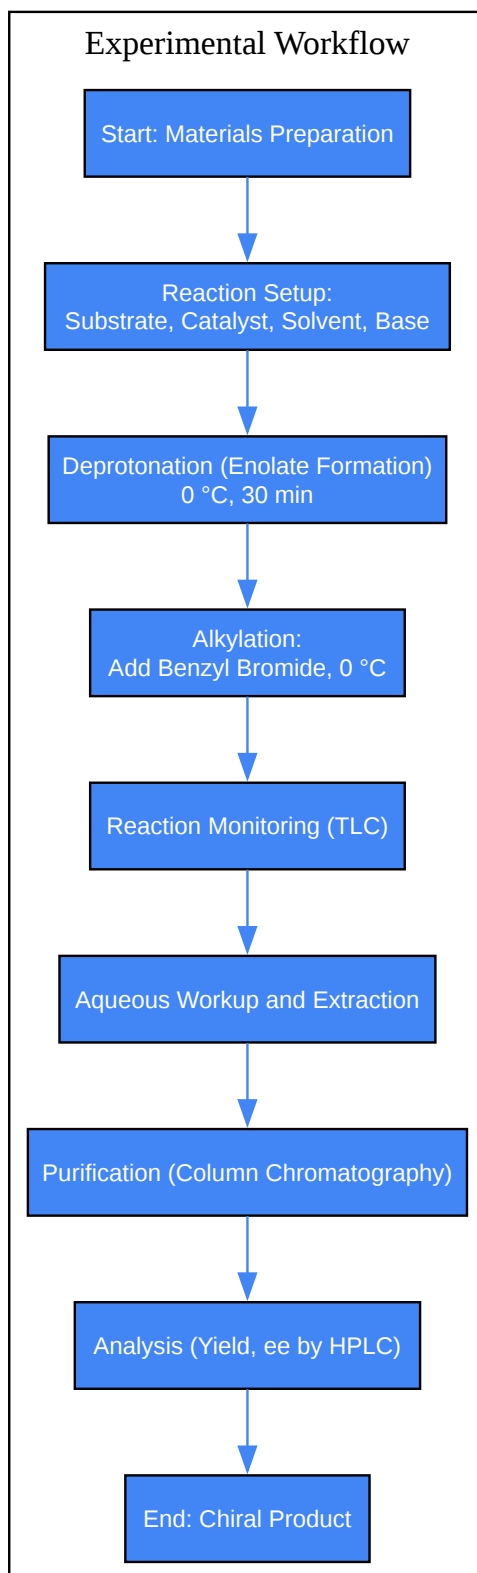 Experimental Workflow
Start: Materials Preparation
Reaction Setup:
Substrate, Catalyst, Solvent, Base
Deprotonation (Enolate Formation)
0 °C, 30 min
Alkylation:
Add Benzyl Bromide, 0 °C
Reaction Monitoring (TLC)
Aqueous Workup and Extraction
Purification (Column Chromatography)
Analysis (Yield, ee by HPLC)
End: Chiral Product